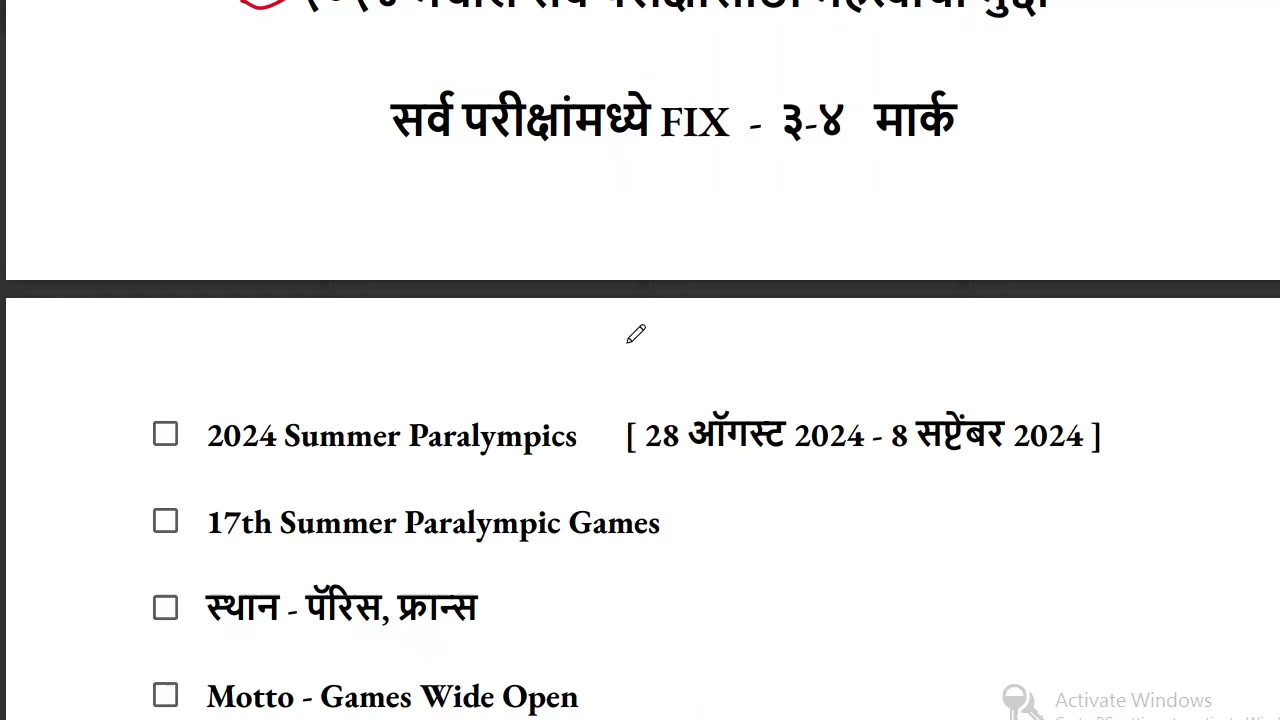 सर्व परीक्षांमध्ये FIX - ३-४ मार्क
☐ 2024 Summer Paralympics [ 28 ऑगस्ट 2024 - 8 सप्टेंबर 2024 ]
☐ 17th Summer Paralympic Games
☐ स्थान - पॅरिस, फ्रान्स
☐ Motto - Games Wide Open
Activate Windows